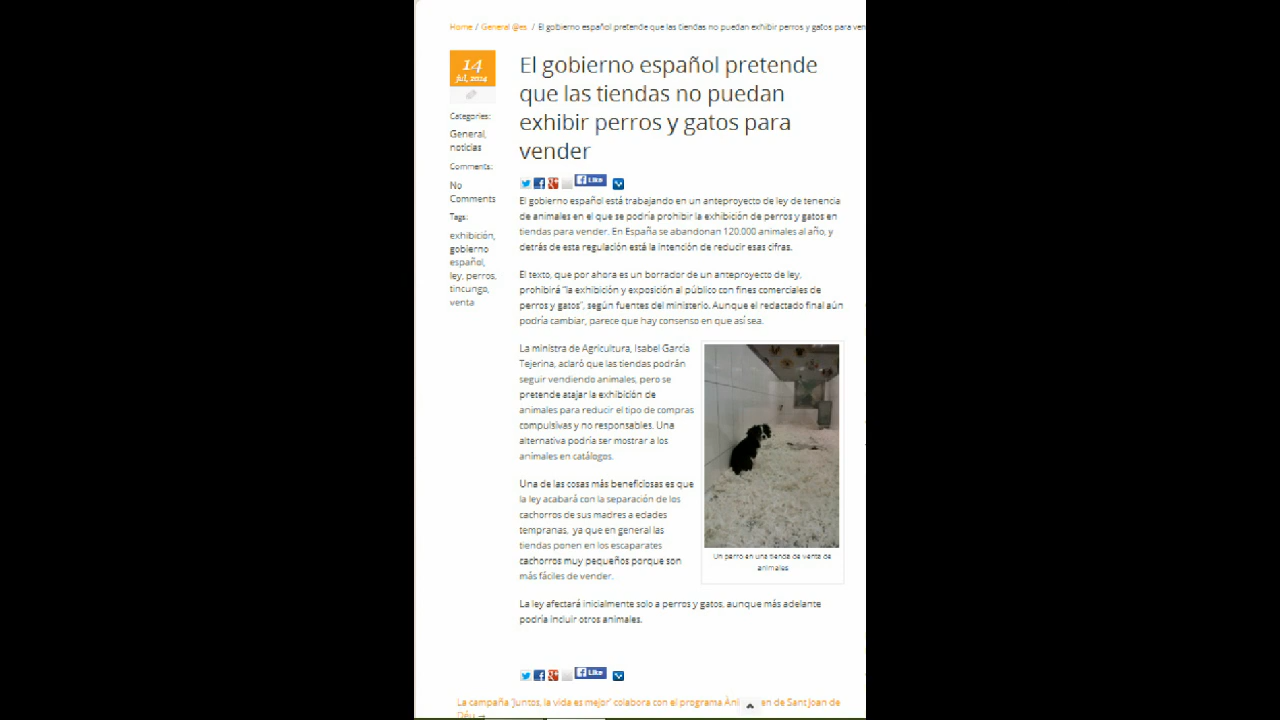 Home / General @es / El gobierno español pretende que las tiendas no puedan exhibir perros y gatos para ven
14
jul, 2014
Categories:
General,
noticias
Comments:
No
Comments
Tags:
exhibición,
gobierno
español,
ley, perros,
tincungo,
venta
El gobierno español pretende
que las tiendas no puedan
exhibir perros y gatos para
vender
Like
El gobierno español está trabajando en un anteproyecto de ley de tenencia
de animales en el que se podría prohibir la exhibición de perros y gatos en
tiendas para vender. En España se abandonan 120.000 animales al año, y
detrás de esta regulación está la intención de reducir esas cifras.
El texto, que por ahora es un borrador de un anteproyecto de ley,
prohibirá "la exhibición y exposición al público con fines comerciales de
perros y gatos", según fuentes del ministerio. Aunque el redactado final aún
podría cambiar, parece que hay consenso en que así sea.
La ministra de Agricultura, Isabel García
Tejerina, aclaró que las tiendas podrán
seguir vendiendo animales, pero se
pretende atajar la exhibición de
animales para reducir el tipo de compras
compulsivas y no responsables. Una
alternativa podría ser mostrar a los
animales en catálogos.
Una de las cosas más beneficiosas es que
la ley acabará con la separación de los
cachorros de sus madres a edades
tempranas, ya que en general las
tiendas ponen en los escaparates
cachorros muy pequeños porque son
más fáciles de vender.
Un perro en una tienda de venta de
animales
La ley afectará inicialmente solo a perros y gatos, aunque más adelante
podría incluir otros animales.
Like
La campaña 'Juntos, la vida es mejor' colabora con el programa en de Sant Joan de
Déu →